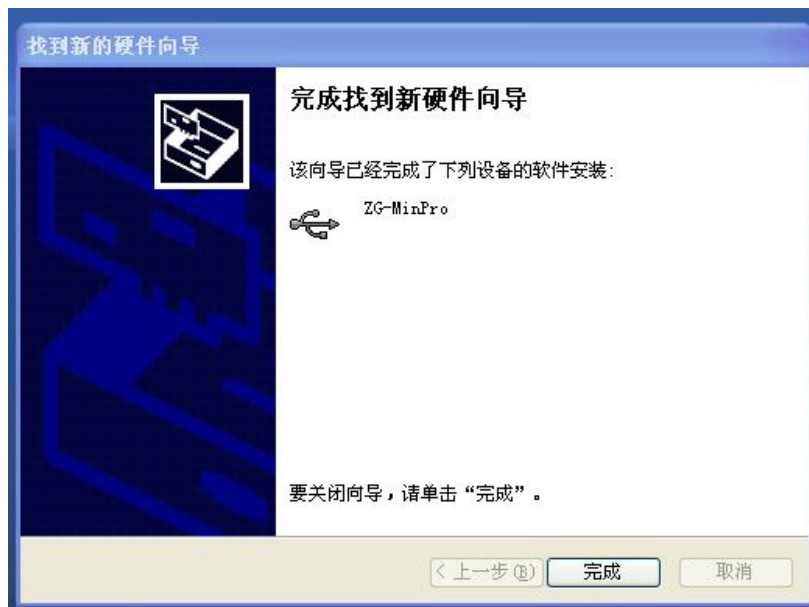 找到新的硬件向导
完成找到新硬件向导
该向导已经完成了下列设备的软件安装:
ZG-MinPro
要关闭向导,请单击“完成”。
< 上一步(B)
完成
取消